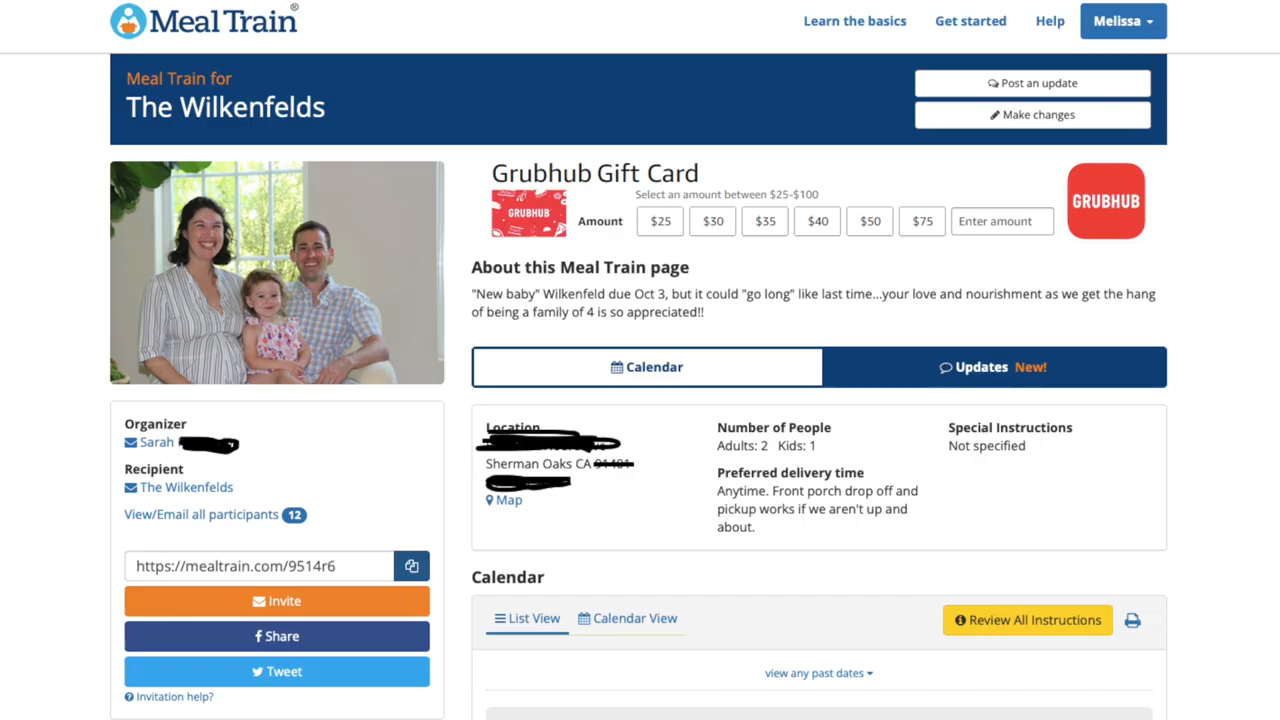 Meal Train®
Learn the basics
Get started
Help
Melissa
Meal Train for
The Wilkenfelds
Post an update
Make changes
Grubhub Gift Card
Select an amount between $25-$100
GRUBHUB
Amount
$25
$30
$35
$40
$50
$75
Enter amount
GRUBHUB
About this Meal Train page
"New baby" Wilkenfeld due Oct 3, but it could "go long" like last time...your love and nourishment as we get the hang
of being a family of 4 is so appreciated!!
Calendar
Updates New!
Organizer
Sarah
Recipient
The Wilkenfelds
View/Email all participants 12
https://mealtrain.com/9514r6
Invite
Share
Tweet
Invitation help?
Location
Sherman Oaks CA
Map
Number of People
Adults: 2 Kids: 1
Preferred delivery time
Anytime. Front porch drop off and
pickup works if we aren't up and
about.
Special Instructions
Not specified
Calendar
List View
Calendar View
Review All Instructions
view any past dates